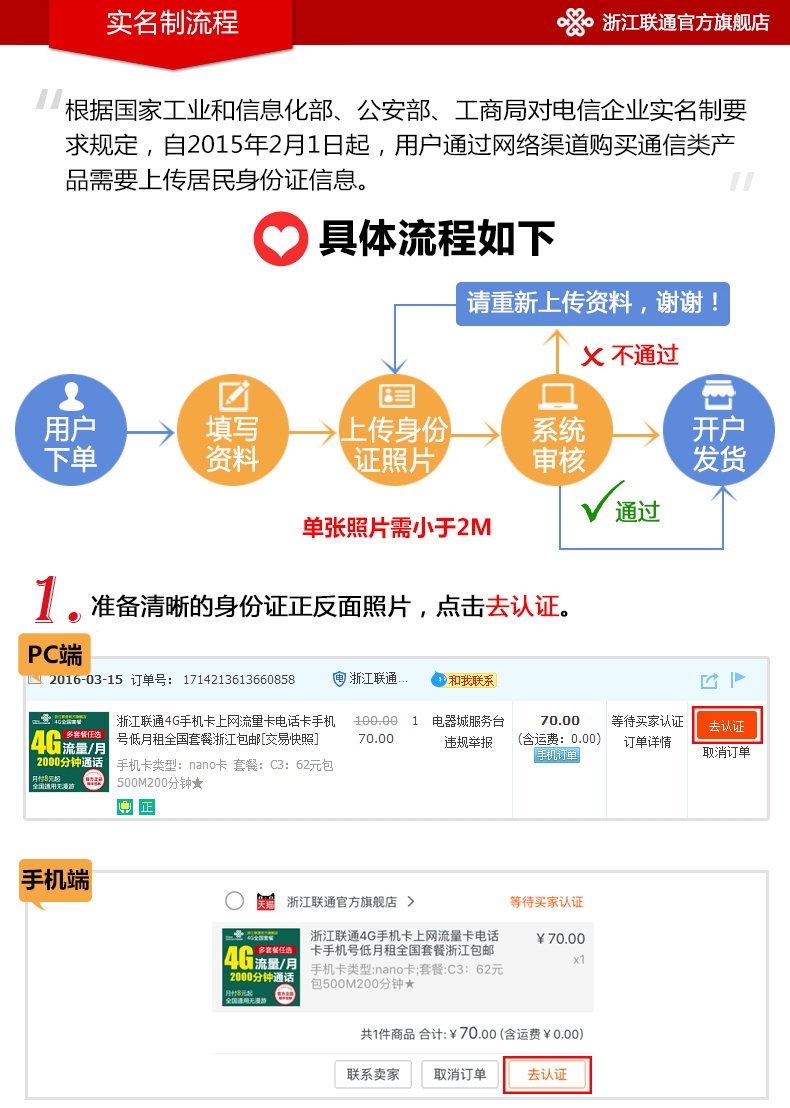 实名制流程
浙江联通官方旗舰店
根据国家工业和信息化部、公安部、工商局对电信企业实名制要
求规定，自2015年2月1日起，用户通过网络渠道购买通信类产
品需要上传居民身份证信息。
具体流程如下
请重新上传资料，谢谢！
不通过
用户
下单
填写
资料
上传身份
证照片
系统
审核
开户
发货
通过
单张照片需小于2M
1.准备清晰的身份证正反面照片，点击去认证。
PC端
2016-03-15 订单号: 1714213613660858 浙江联通... 和我联系
4G流量/月
多套餐任选
2000分钟通话
月付8元起
全国通用无漫游
浙江联通4G手机卡上网流量卡电话卡手机
号低月租全国套餐浙江包邮[交易快照]
手机卡类型: nano卡 套餐: C3: 62元包
500M200分钟★
正
100.00
70.00
1
电器城服务台
违规举报
70.00
(含运费: 0.00)
手机订单
等待买家认证
订单详情
去认证
取消订单
手机端
天猫 浙江联通官方旗舰店 > 等待买家认证
4G流量/月
多套餐任选
2000分钟通话
月付8元起
全国通用无漫游
浙江联通4G手机卡上网流量卡电话
卡手机号低月租全国套餐浙江包邮
手机卡类型:nano卡;套餐:C3：62元
包500M200分钟★
￥70.00
x1
共1件商品 合计:￥70.00 (含运费￥0.00)
联系卖家 取消订单 去认证